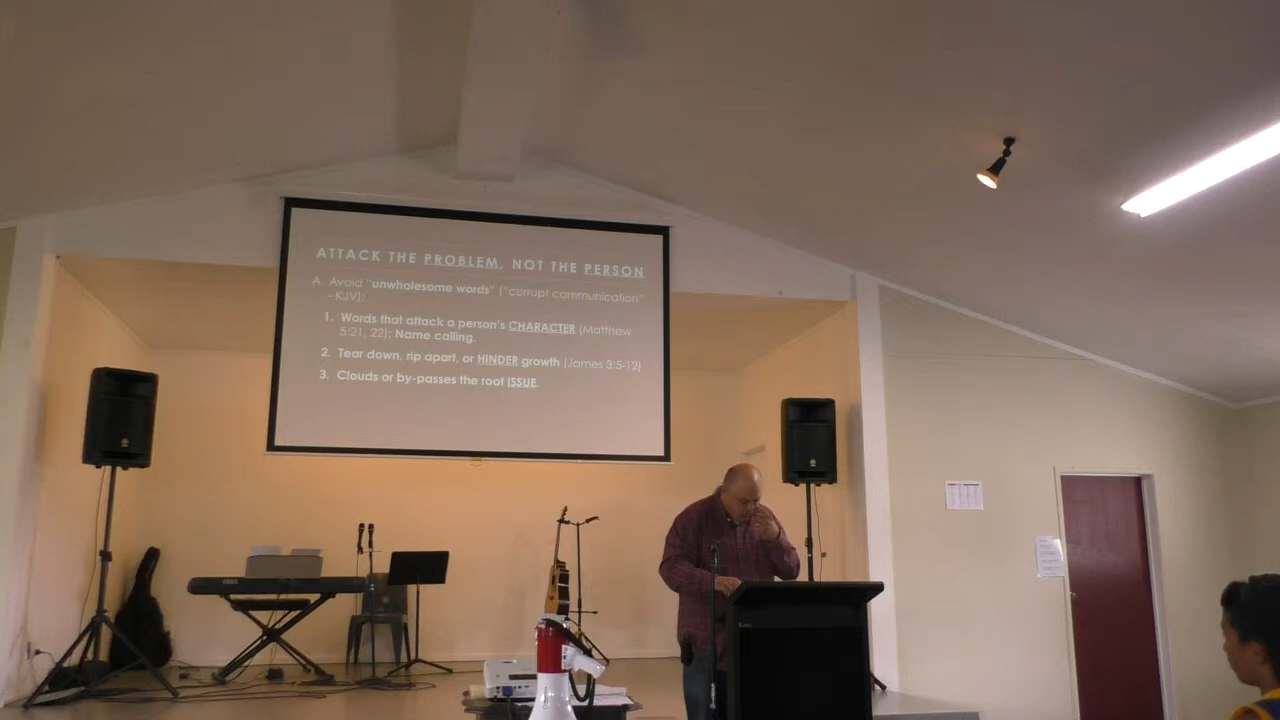 ATTACK THE PROBLEM, NOT THE PERSON
A. Avoid "unwholesome words" ("corrupt communication"
- KJV):
1. Words that attack a person's CHARACTER (Matthew
5:21, 22); Name calling.
2. Tear down, rip apart, or HINDER growth (James 3:5-12)
3. Clouds or by-passes the root ISSUE.